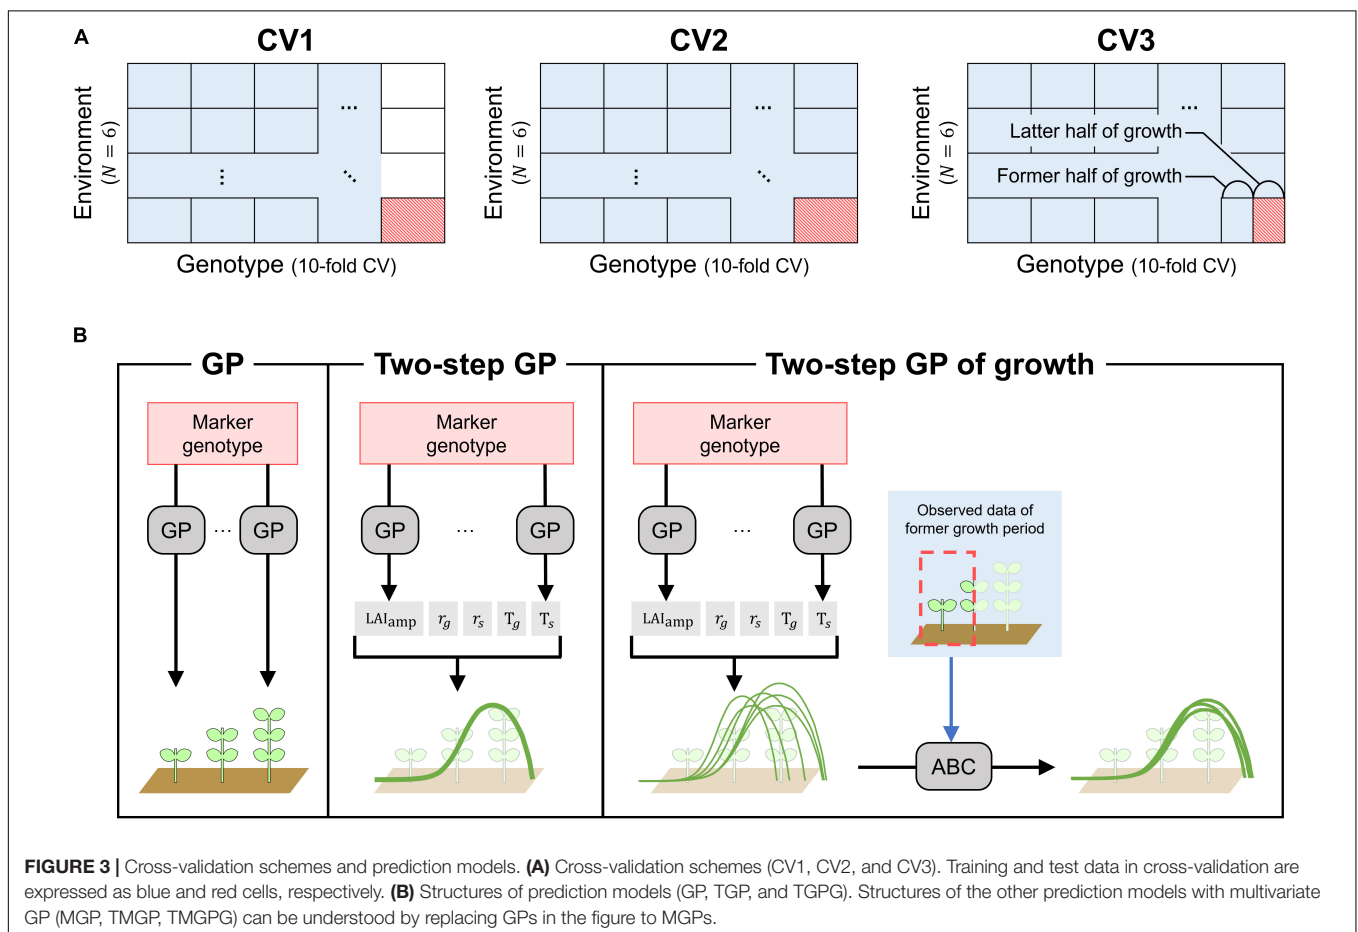 A
CV1
CV2
CV3
Environment
(N = 6)
...
⋮
⋱
Genotype (10-fold CV)
Environment
(N = 6)
...
⋮
⋱
Genotype (10-fold CV)
Environment
(N = 6)
...
Latter half of growth
Former half of growth
Genotype (10-fold CV)
B
GP
Two-step GP
Two-step GP of growth
Marker
genotype
GP ... GP
Marker
genotype
GP ... GP
LAIamp rg rs Tg Ts
Marker
genotype
GP ... GP
LAIamp rg rs Tg Ts
Observed data of
former growth period
ABC
FIGURE 3 | Cross-validation schemes and prediction models. (A) Cross-validation schemes (CV1, CV2, and CV3). Training and test data in cross-validation are
expressed as blue and red cells, respectively. (B) Structures of prediction models (GP, TGP, and TGPG). Structures of the other prediction models with multivariate
GP (MGP, TMGP, TMGPG) can be understood by replacing GPs in the figure to MGPs.